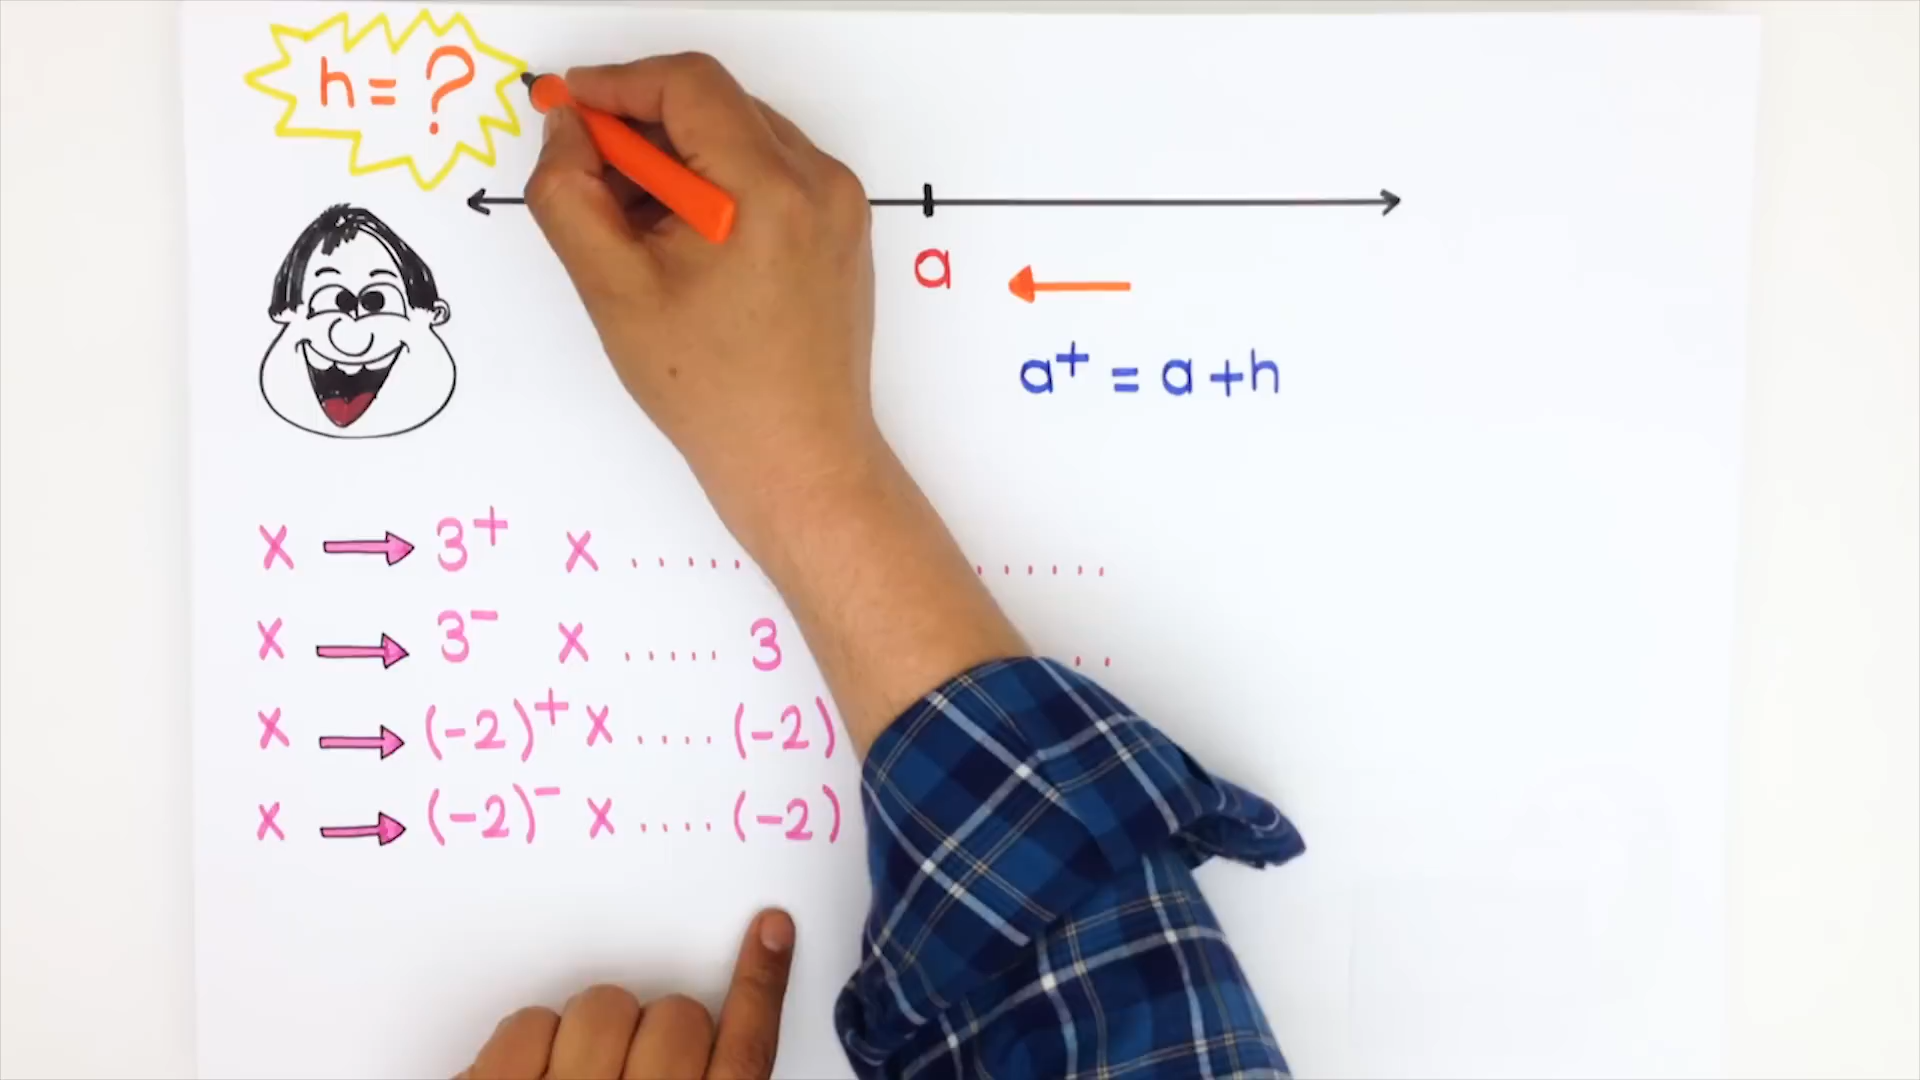 h = ?
a
a⁺ = a + h
x → 3⁺ x ..... ......
x → 3⁻ x ..... 3 ..
x → (-2)⁺ x .... (-2)
x → (-2)⁻ x .... (-2)